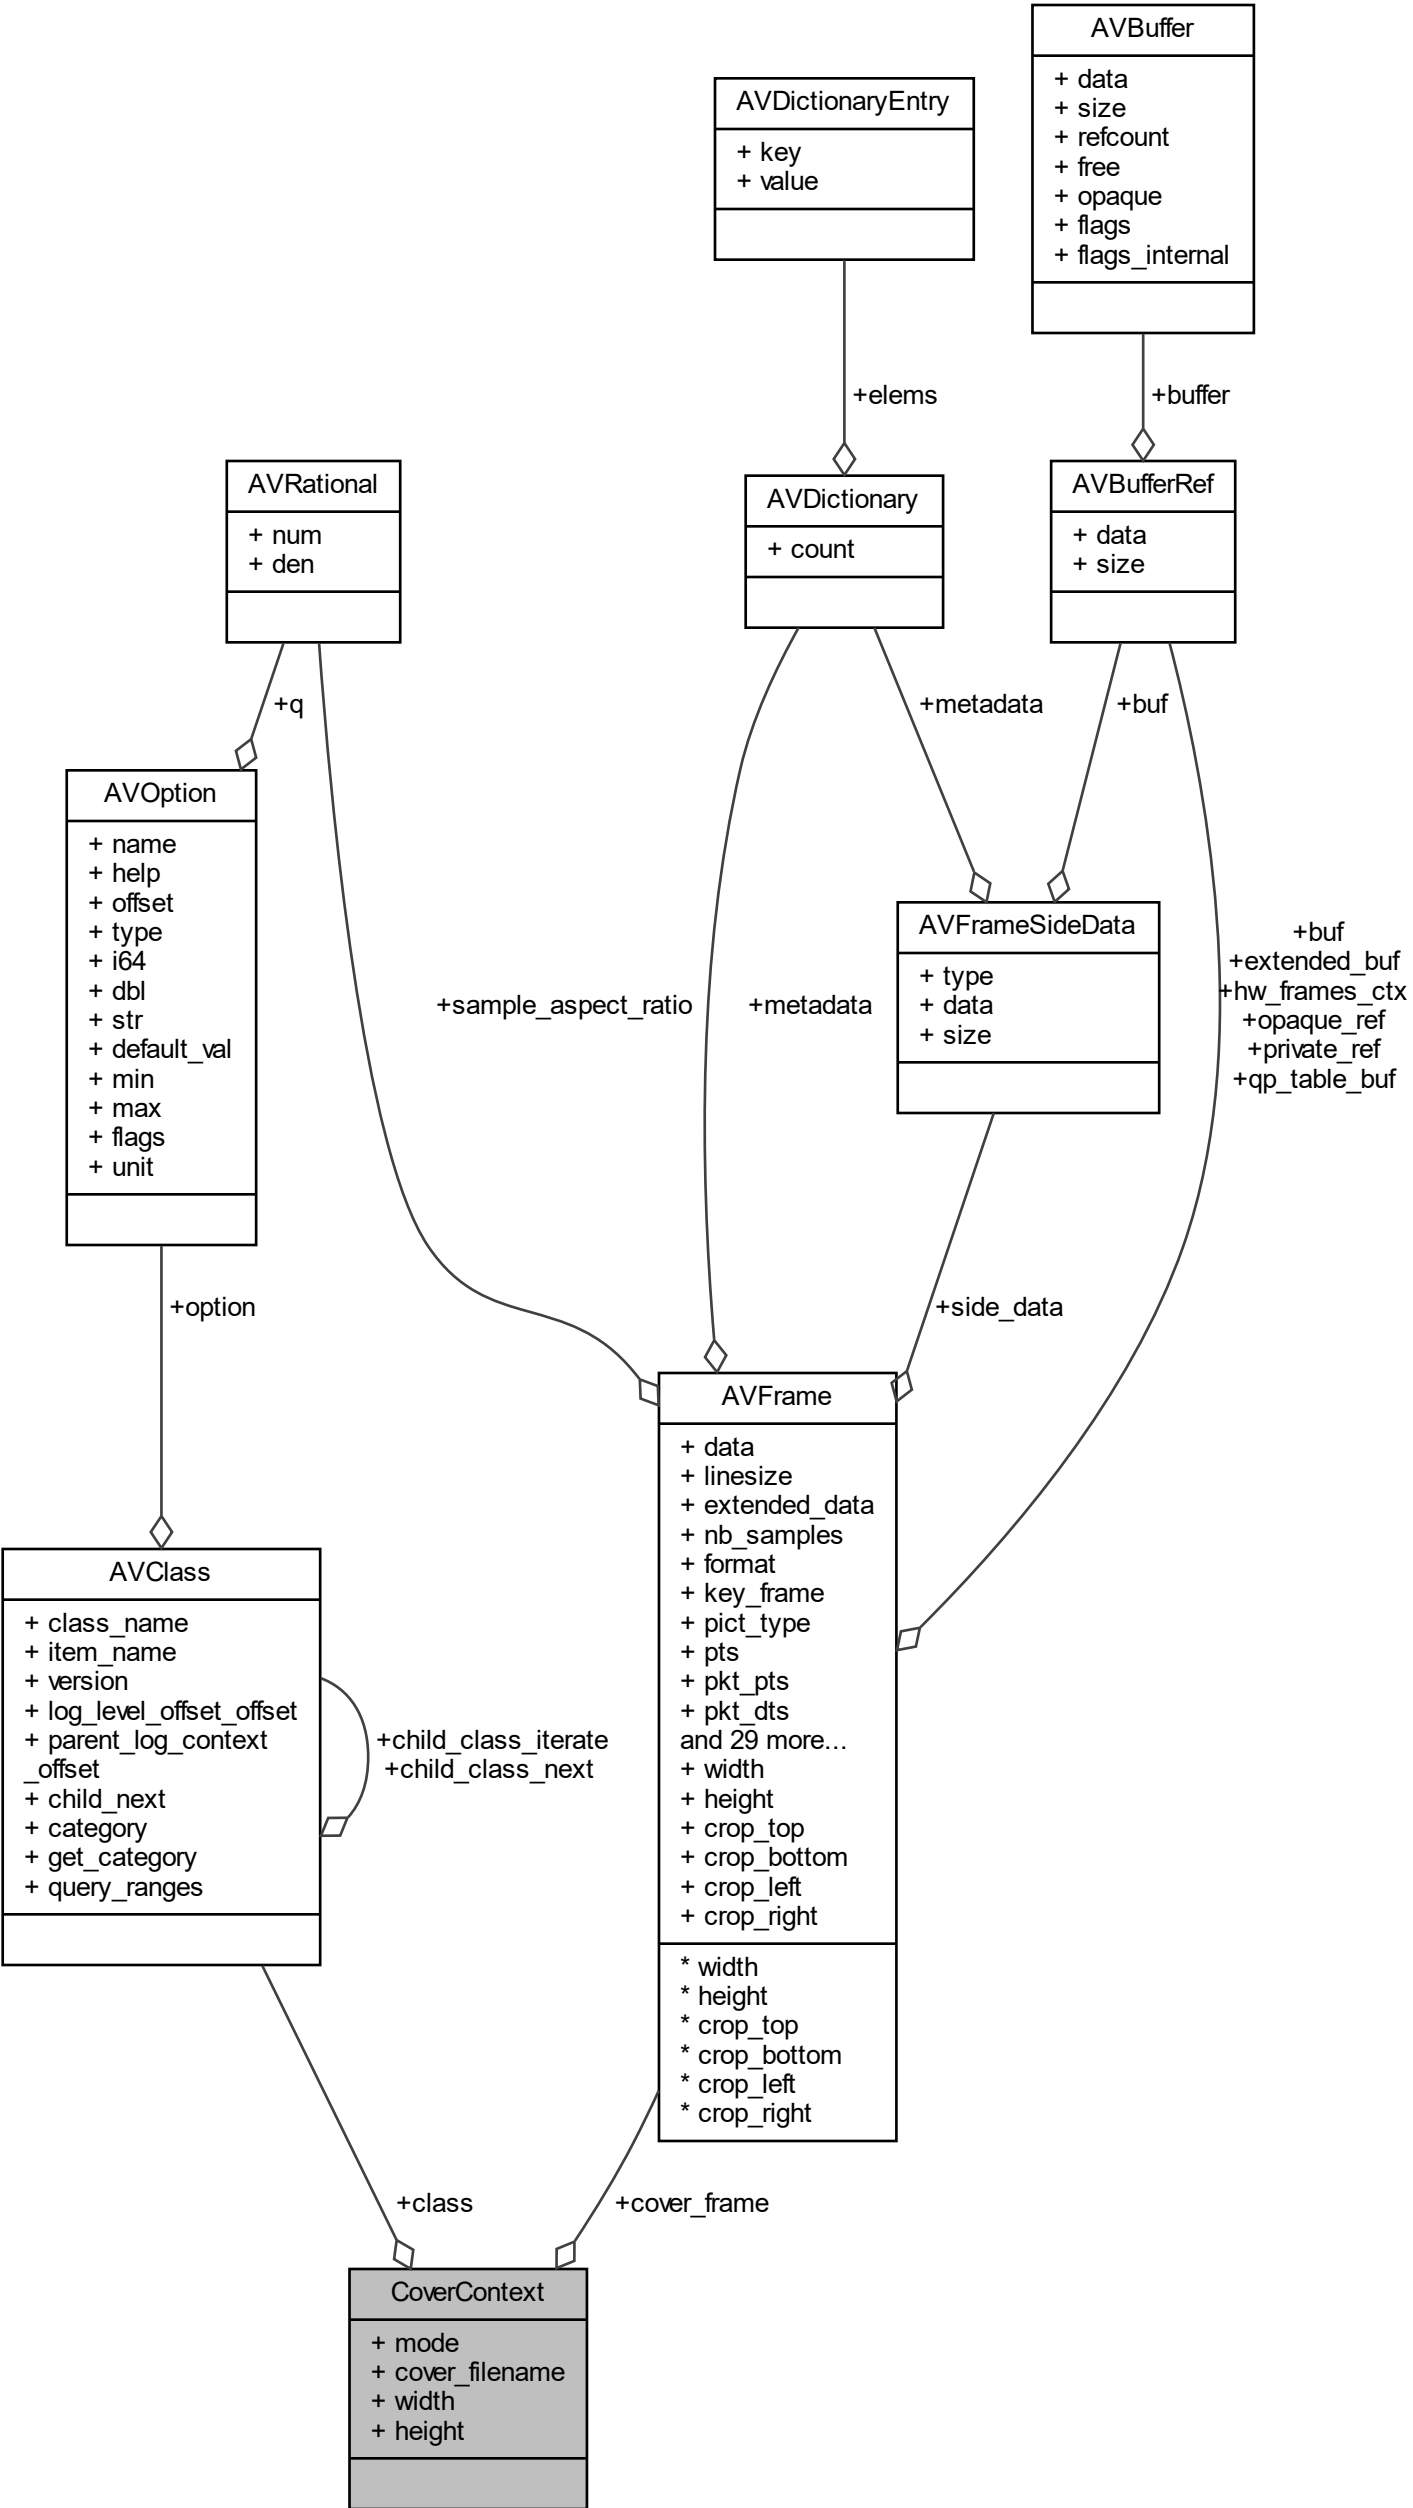 AVBuffer
+ data
+ size
+ refcount
+ free
+ opaque
+ flags
+ flags_internal
AVDictionaryEntry
+ key
+ value
+elems
+buffer
AVRational
+ num
+ den
AVDictionary
+ count
AVBufferRef
+ data
+ size
+q
+metadata
+buf
AVOption
+ name
+ help
+ offset
+ type
+ i64
+ dbl
+ str
+ default_val
+ min
+ max
+ flags
+ unit
+sample_aspect_ratio
+metadata
AVFrameSideData
+ type
+ data
+ size
+buf
+extended_buf
+hw_frames_ctx
+opaque_ref
+private_ref
+qp_table_buf
+option
+side_data
AVFrame
+ data
+ linesize
+ extended_data
+ nb_samples
+ format
+ key_frame
+ pict_type
+ pts
+ pkt_pts
+ pkt_dts
and 29 more...
+ width
+ height
+ crop_top
+ crop_bottom
+ crop_left
+ crop_right
* width
* height
* crop_top
* crop_bottom
* crop_left
* crop_right
AVClass
+ class_name
+ item_name
+ version
+ log_level_offset_offset
+ parent_log_context
_offset
+ child_next
+ category
+ get_category
+ query_ranges
+child_class_iterate
+child_class_next
+class
+cover_frame
CoverContext
+ mode
+ cover_filename
+ width
+ height